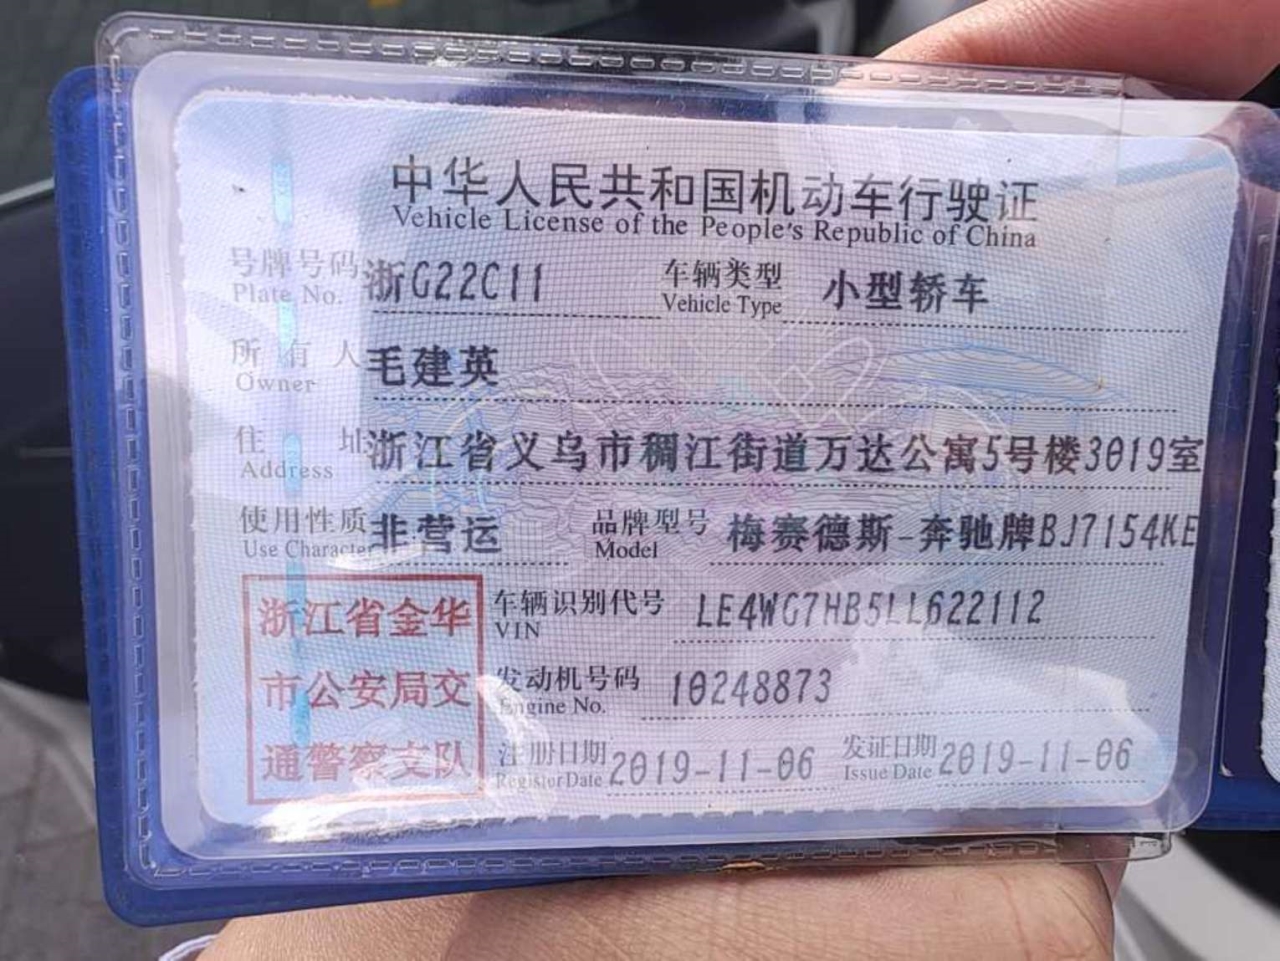 中华人民共和国机动车行驶证
Vehicle License of the People's Republic of China
号牌号码 浙G22C11 车辆类型 小型轿车
Plate No. Vehicle Type
所有人 毛建英
Owner
住址 浙江省义乌市稠江街道万达公寓5号楼3019室
Address
使用性质 非营运 品牌型号 梅赛德斯-奔驰牌BJ7154KE
Use Character Model
浙江省金华
市公安局交
通警察支队
车辆识别代号 LE4WG7HB5LL622112
VIN
发动机号码 10248873
Engine No.
注册日期 2019-11-06 发证日期 2019-11-06
Register Date Issue Date